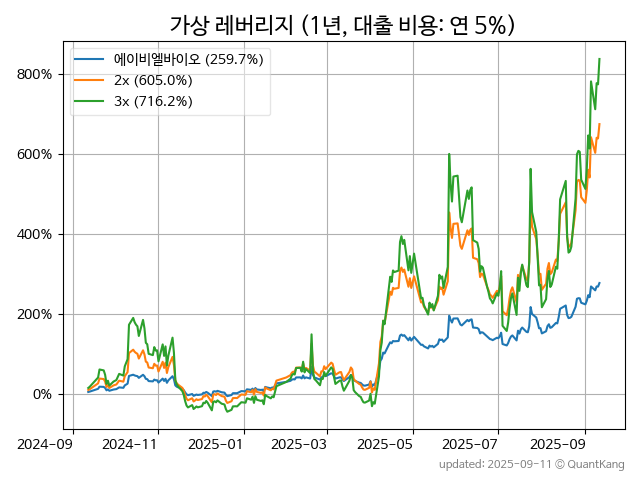 가상 레버리지 (1년, 대출 비용: 연 5%)
에이비엘바이오 (259.7%)
2x (605.0%)
3x (716.2%)
800%
600%
400%
200%
0%
2024-09
2024-11
2025-01
2025-03
2025-05
2025-07
2025-09
updated: 2025-09-11 © QuantKang